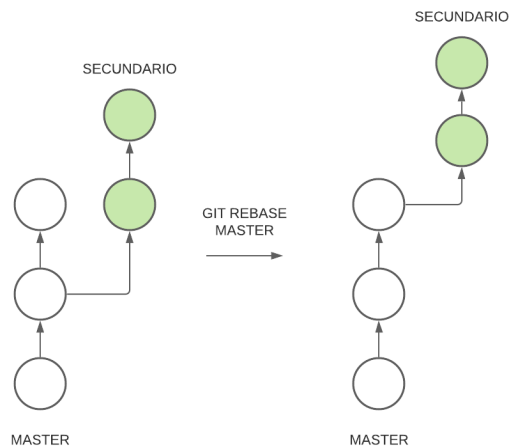 SECUNDARIO
SECUNDARIO
GIT REBASE
MASTER
MASTER
MASTER